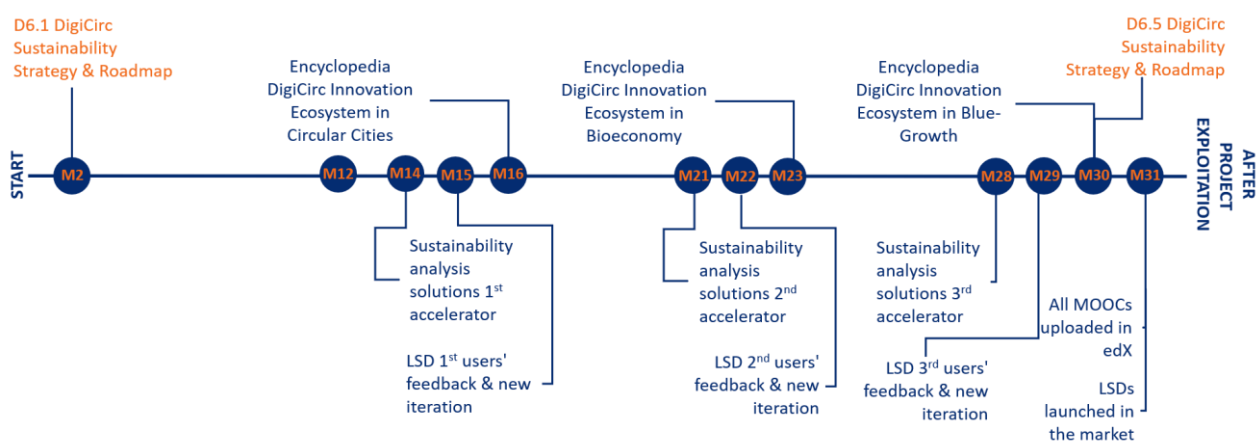 D6.1 DigiCirc
Sustainability
Strategy & Roadmap
Encyclopedia
DigiCirc Innovation
Ecosystem in
Circular Cities
Encyclopedia
DigiCirc Innovation
Ecosystem in
Bioeconomy
Encyclopedia
DigiCirc Innovation
Ecosystem in Blue-
Growth
D6.5 DigiCirc
Sustainability
Strategy & Roadmap
START
M2
M12
M14
M15
M16
M21
M22
M23
M28
M29
M30
M31
AFTER
PROJECT
EXPLOITATION
Sustainability
analysis
solutions 1st
accelerator
LSD 1st users'
feedback & new
iteration
Sustainability
analysis
solutions 2nd
accelerator
LSD 2nd users'
feedback & new
iteration
Sustainability
analysis
solutions 3rd
accelerator
LSD 3rd users'
feedback & new
iteration
All MOOCs
uploaded in
edX
LSDs
launched in
the market